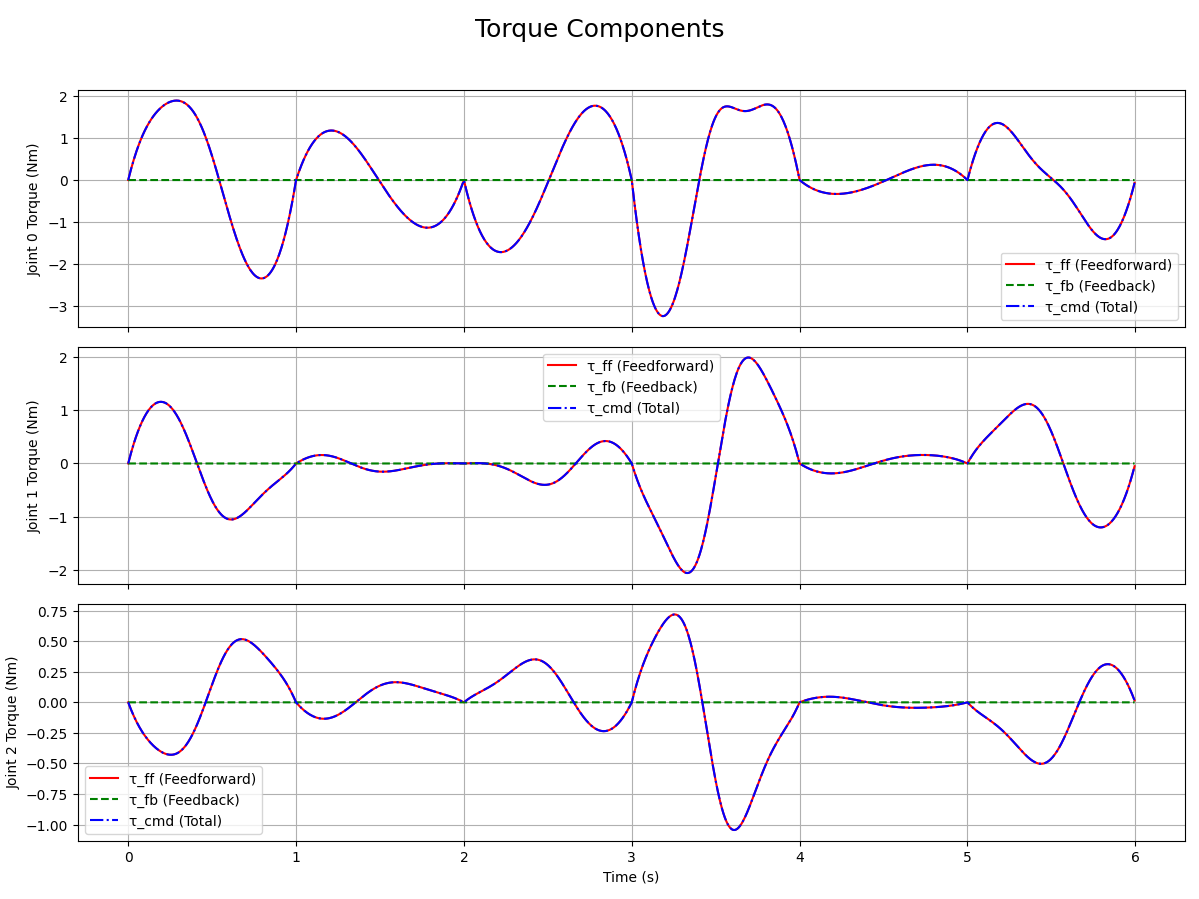 Torque Components
Joint 0 Torque (Nm)
2
1
0
−1
−2
−3
τ_ff (Feedforward)
τ_fb (Feedback)
τ_cmd (Total)
Joint 1 Torque (Nm)
2
1
0
−1
−2
τ_ff (Feedforward)
τ_fb (Feedback)
τ_cmd (Total)
Joint 2 Torque (Nm)
0.75
0.50
0.25
0.00
−0.25
−0.50
−0.75
−1.00
τ_ff (Feedforward)
τ_fb (Feedback)
τ_cmd (Total)
0 1 2 3 4 5 6
Time (s)